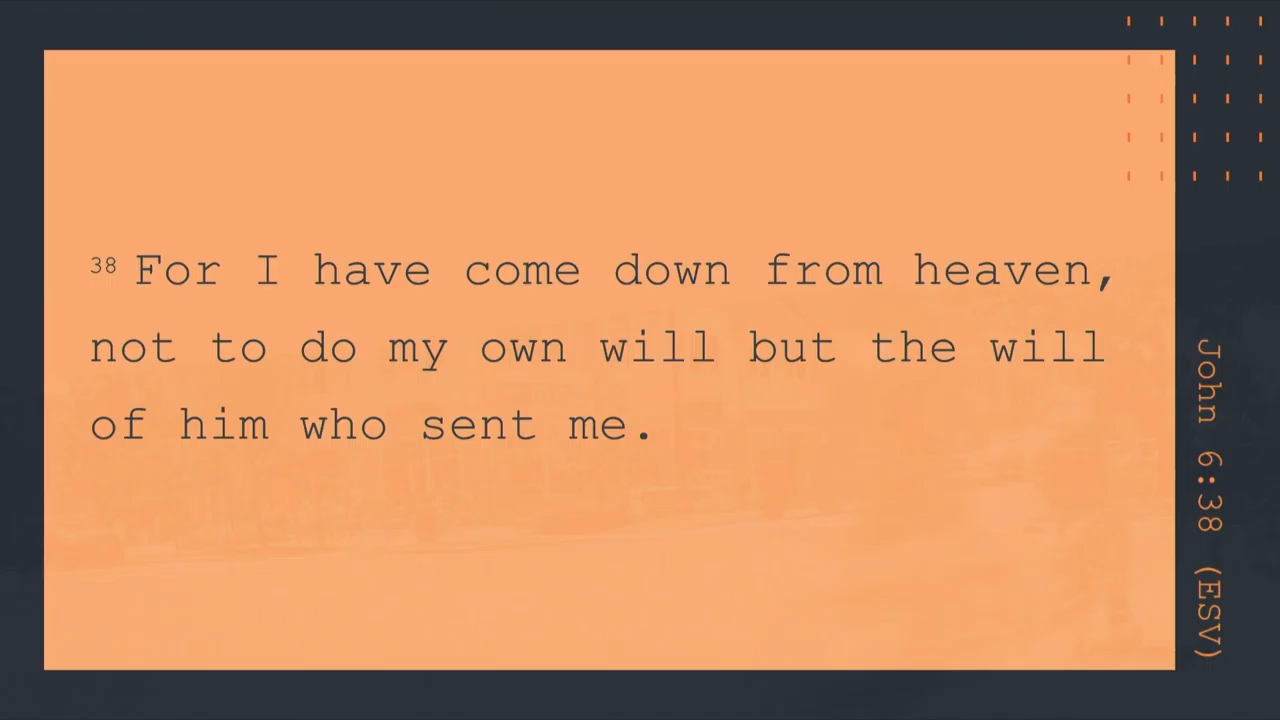 38 For I have come down from heaven,
not to do my own will but the will
of him who sent me.
John 6:38 (ESV)